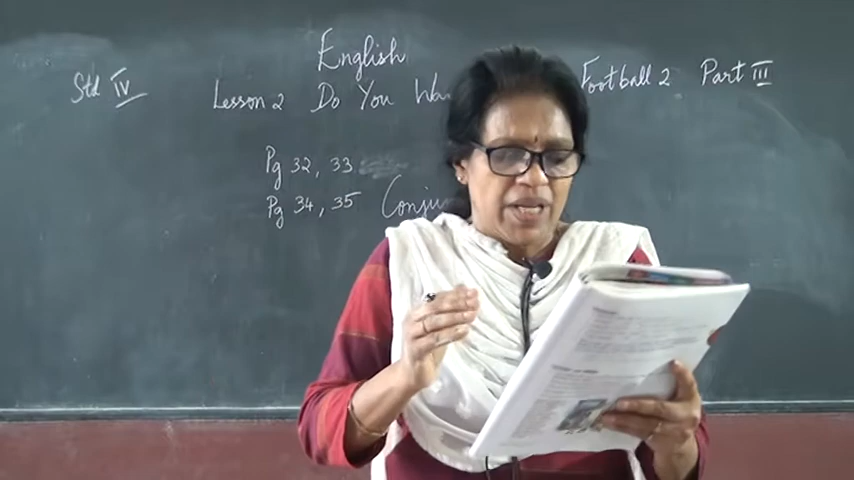 English
Std IV
Lesson 2 Do You Football 2 Part III
Pg 32, 33
Pg 34, 35